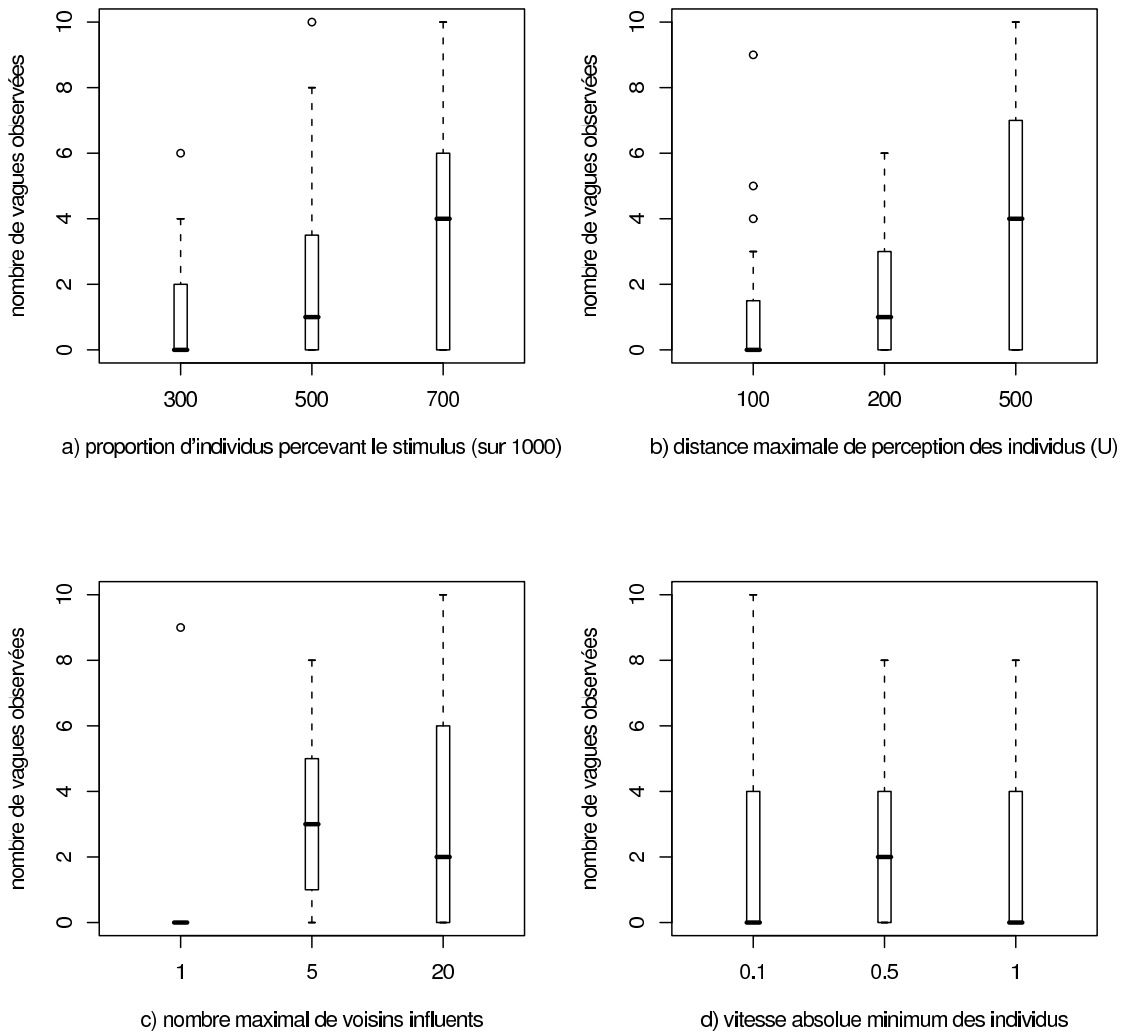 nombre de vagues observées
10
8
6
4
2
0
300 500 700
a) proportion d'individus percevant le stimulus (sur 1000)
nombre de vagues observées
10
8
6
4
2
0
100 200 500
b) distance maximale de perception des individus (U)
nombre de vagues observées
10
8
6
4
2
0
1 5 20
c) nombre maximal de voisins influents
nombre de vagues observées
10
8
6
4
2
0
0.1 0.5 1
d) vitesse absolue minimum des individus